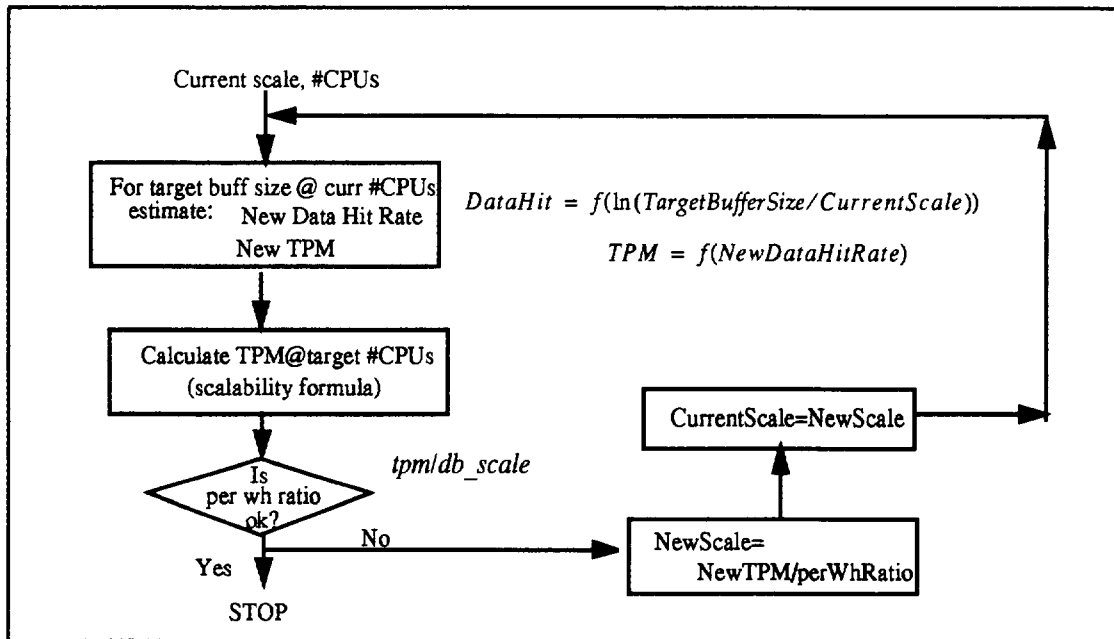 Current scale, #CPUs
For target buff size @ curr #CPUs
estimate: New Data Hit Rate
New TPM
DataHit = f(ln(TargetBufferSize/CurrentScale))
TPM = f(NewDataHitRate)
Calculate TPM@target #CPUs
(scalability formula)
CurrentScale=NewScale
tpm/db_scale
Is
per wh ratio
ok?
No
Yes
NewScale=
NewTPM/perWhRatio
STOP